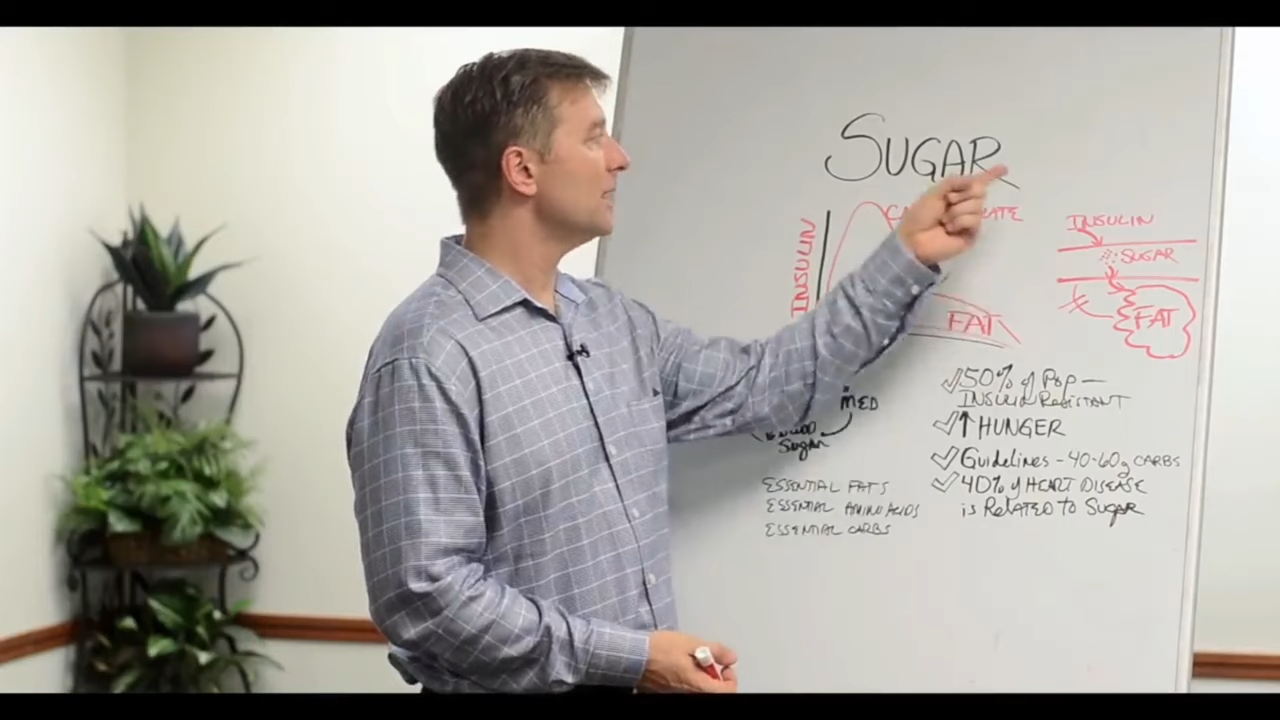 SUGAR
INSULIN
FAT
INSULIN
SUGAR
FAT
MED
Sugar
ESSENTIAL FATS
ESSENTIAL AMINO ACIDS
ESSENTIAL CARBS
50% of Pop —
INSULIN RESISTANT
↑ HUNGER
Guidelines - 40-60g CARBS
40% of HEART DISEASE
is RELATED TO SUGAR